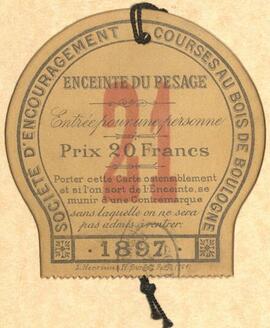 SOCIÉTÉ D'ENCOURAGEMENT
COURSES AU BOIS DE BOULOGNE
ENCEINTE DU PESAGE
21
Entrée pour une personne
Prix 20 Francs
Porter cette Carte ostensiblement
et si l'on sort de l'Enceinte, se
munir d'une Contremarque
sans laquelle on ne sera
pas admis à rentrer.
· 1897 ·